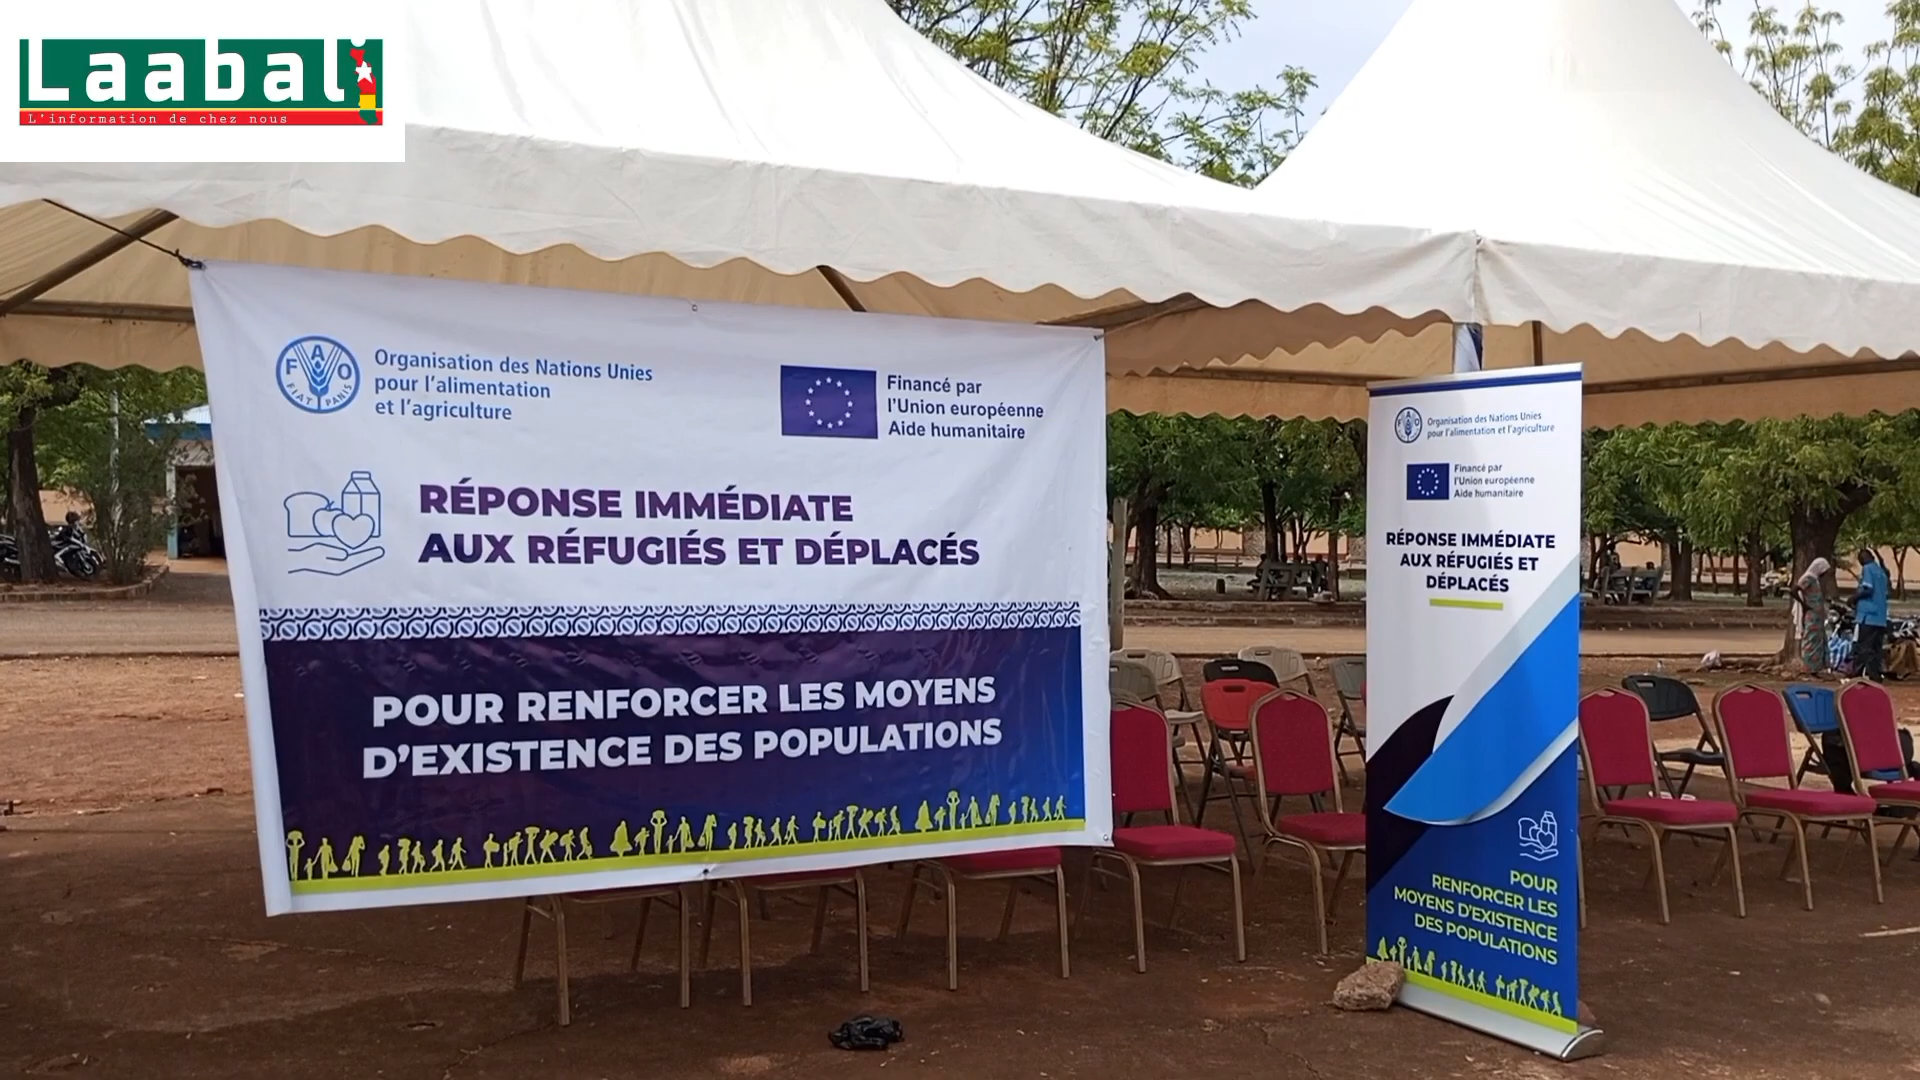 Laabali
L'information de chez nous
FAO
FIAT PANIS
Organisation des Nations Unies
pour l'alimentation
et l'agriculture
Financé par
l'Union européenne
Aide humanitaire
RÉPONSE IMMÉDIATE
AUX RÉFUGIÉS ET DÉPLACÉS
POUR RENFORCER LES MOYENS
D'EXISTENCE DES POPULATIONS
Organisation des Nations Unies
pour l'alimentation et l'agriculture
Financé par
l'Union européenne
Aide humanitaire
RÉPONSE IMMÉDIATE
AUX RÉFUGIÉS ET
DÉPLACÉS
POUR
RENFORCER LES
MOYENS D'EXISTENCE
DES POPULATIONS